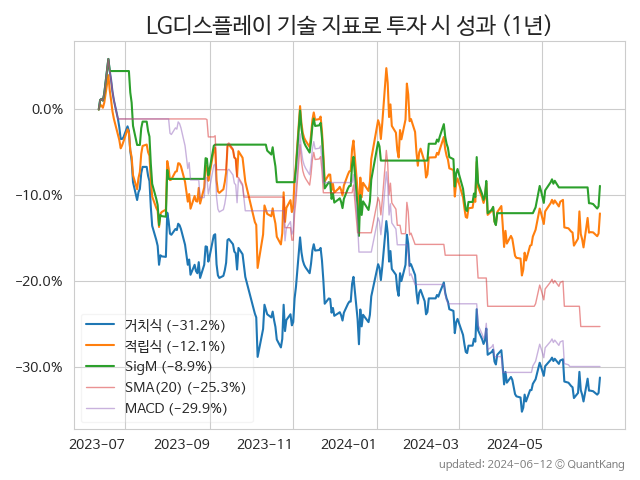 LG디스플레이 기술 지표로 투자 시 성과 (1년)
0.0%
−10.0%
−20.0%
−30.0%
거치식 (−31.2%)
적립식 (−12.1%)
SigM (−8.9%)
SMA(20) (−25.3%)
MACD (−29.9%)
2023-07 2023-09 2023-11 2024-01 2024-03 2024-05
updated: 2024-06-12 © QuantKang